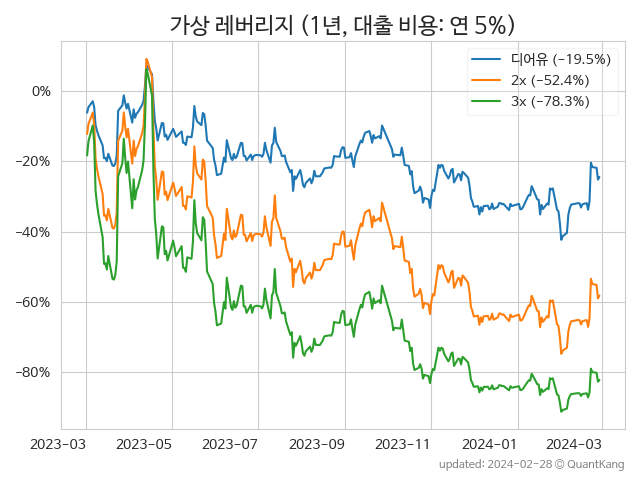 가상 레버리지 (1년, 대출 비용: 연 5%)
디어유 (−19.5%)
2x (−52.4%)
3x (−78.3%)
0%
−20%
−40%
−60%
−80%
2023-03 2023-05 2023-07 2023-09 2023-11 2024-01 2024-03
updated: 2024-02-28 © QuantKang